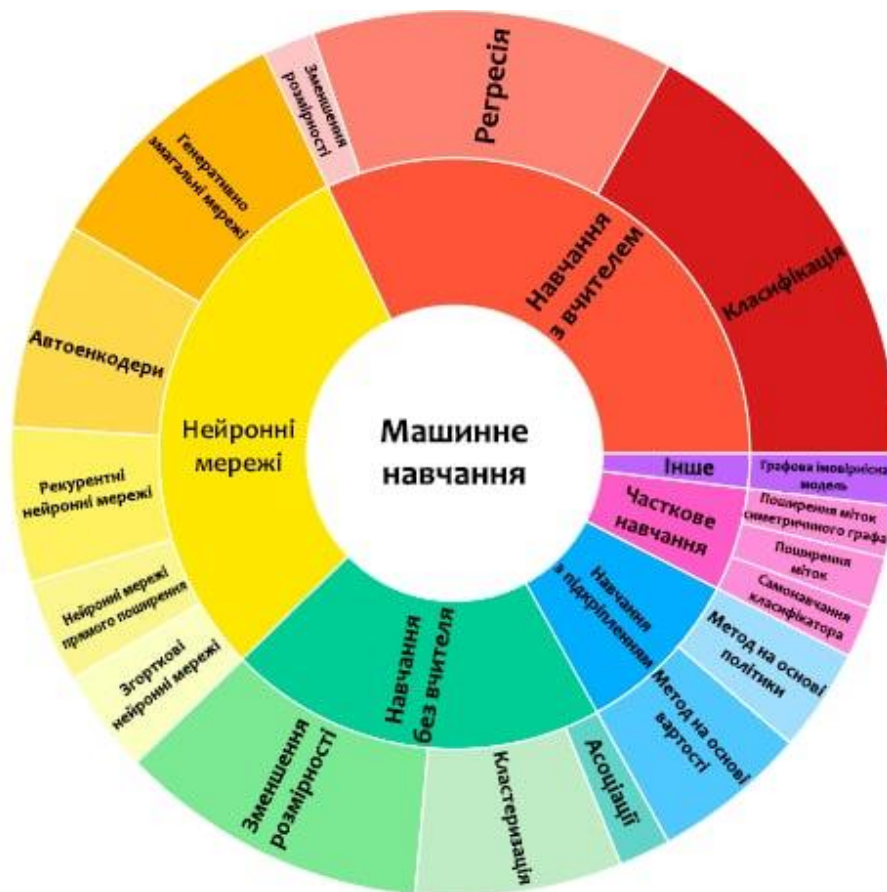 Машинне
навчання
Навчання
з вчителем
Регресія
Класифікація
Зменшення
розмірності
Інше
Графова імовірнісна
модель
Часткове
навчання
Поширення міток
симетричного графа
Поширення
міток
Самонавчання
класифікатора
Навчання
з підкріпленням
Метод на основі
політики
Метод на основі
вартості
Навчання
без вчителя
Асоціації
Кластеризація
Зменшення
розмірності
Нейронні
мережі
Згорткові
нейронні мережі
Нейронні мережі
прямого поширення
Рекурентні
нейронні мережі
Автоенкодери
Генеративно
змагальні мережі